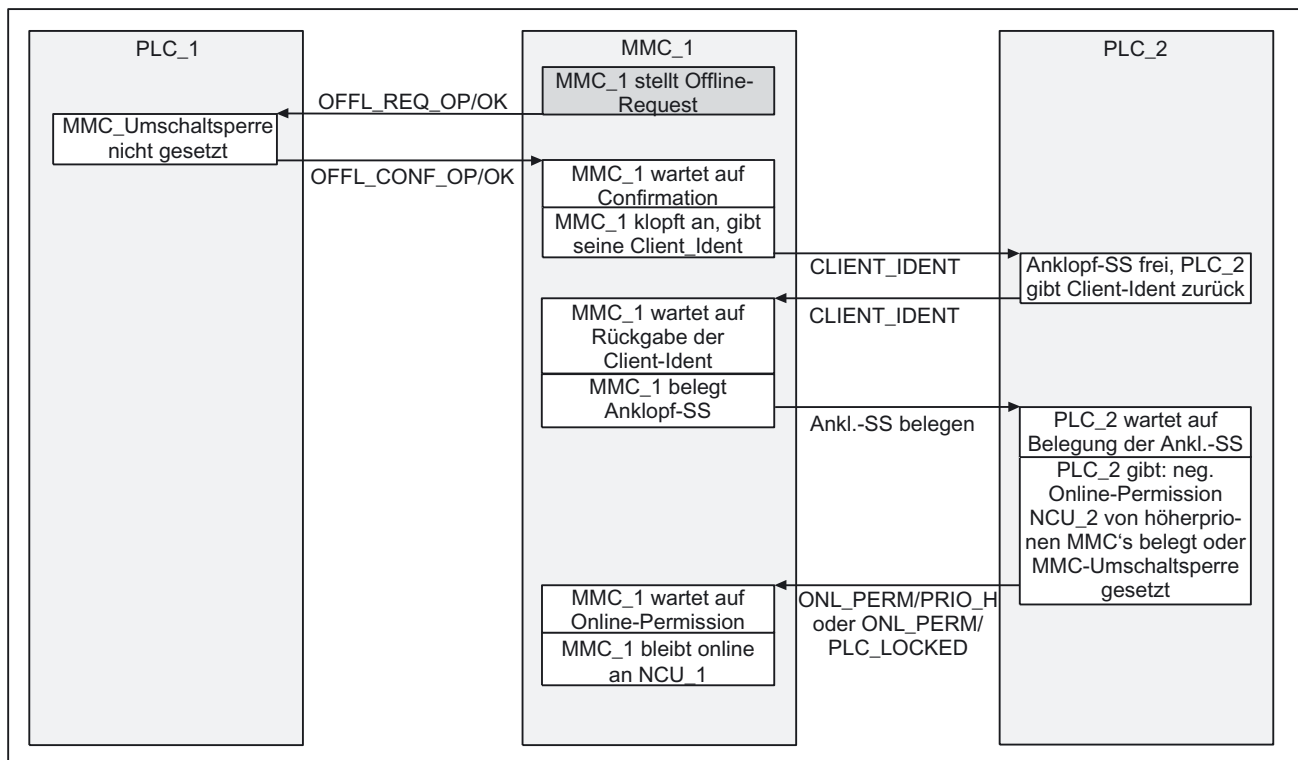 PLC_1
MMC_1
PLC_2
MMC_1 stellt Offline-
Request
OFFL_REQ_OP/OK
MMC_Umschaltsperre
nicht gesetzt
OFFL_CONF_OP/OK
MMC_1 wartet auf
Confirmation
MMC_1 klopft an, gibt
seine Client_Ident
CLIENT_IDENT
Anklopf-SS frei, PLC_2
gibt Client-Ident zurück
CLIENT_IDENT
MMC_1 wartet auf
Rückgabe der
Client-Ident
MMC_1 belegt
Anklopf-SS
Ankl.-SS belegen
PLC_2 wartet auf
Belegung der Ankl.-SS
PLC_2 gibt: neg.
Online-Permission
NCU_2 von höherprio-
nen MMC‘s belegt oder
MMC-Umschaltsperre
gesetzt
ONL_PERM/PRIO_H
oder ONL_PERM/
PLC_LOCKED
MMC_1 wartet auf
Online-Permission
MMC_1 bleibt online
an NCU_1